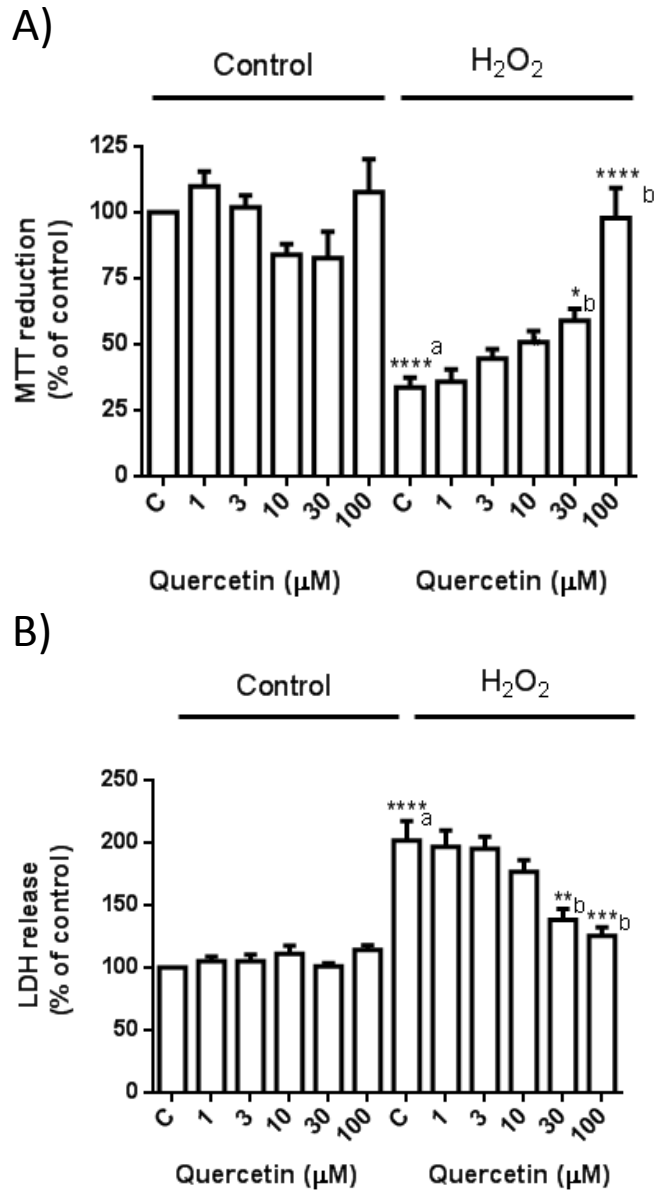 A)
Control
H₂O₂
MTT reduction
(% of control)
125
100
75
50
25
0
****
a
*
b
****
b
C 1 3 10 30 100 C 1 3 10 30 100
Quercetin (μM) Quercetin (μM)
B)
Control
H₂O₂
LDH release
(% of control)
250
200
150
100
50
0
****
a
**
b
***
b
C 1 3 10 30 100 C 1 3 10 30 100
Quercetin (μM) Quercetin (μM)